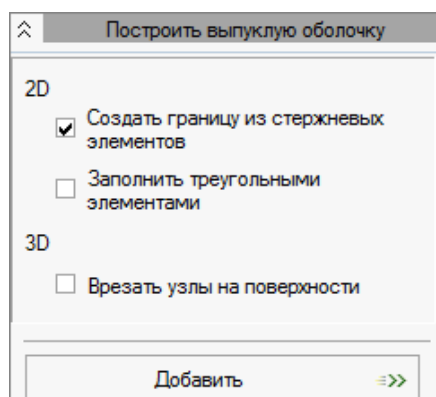 Построить выпуклую оболочку
2D
Создать границу из стержневых
элементов
Заполнить треугольными
элементами
3D
Врезать узлы на поверхности
Добавить